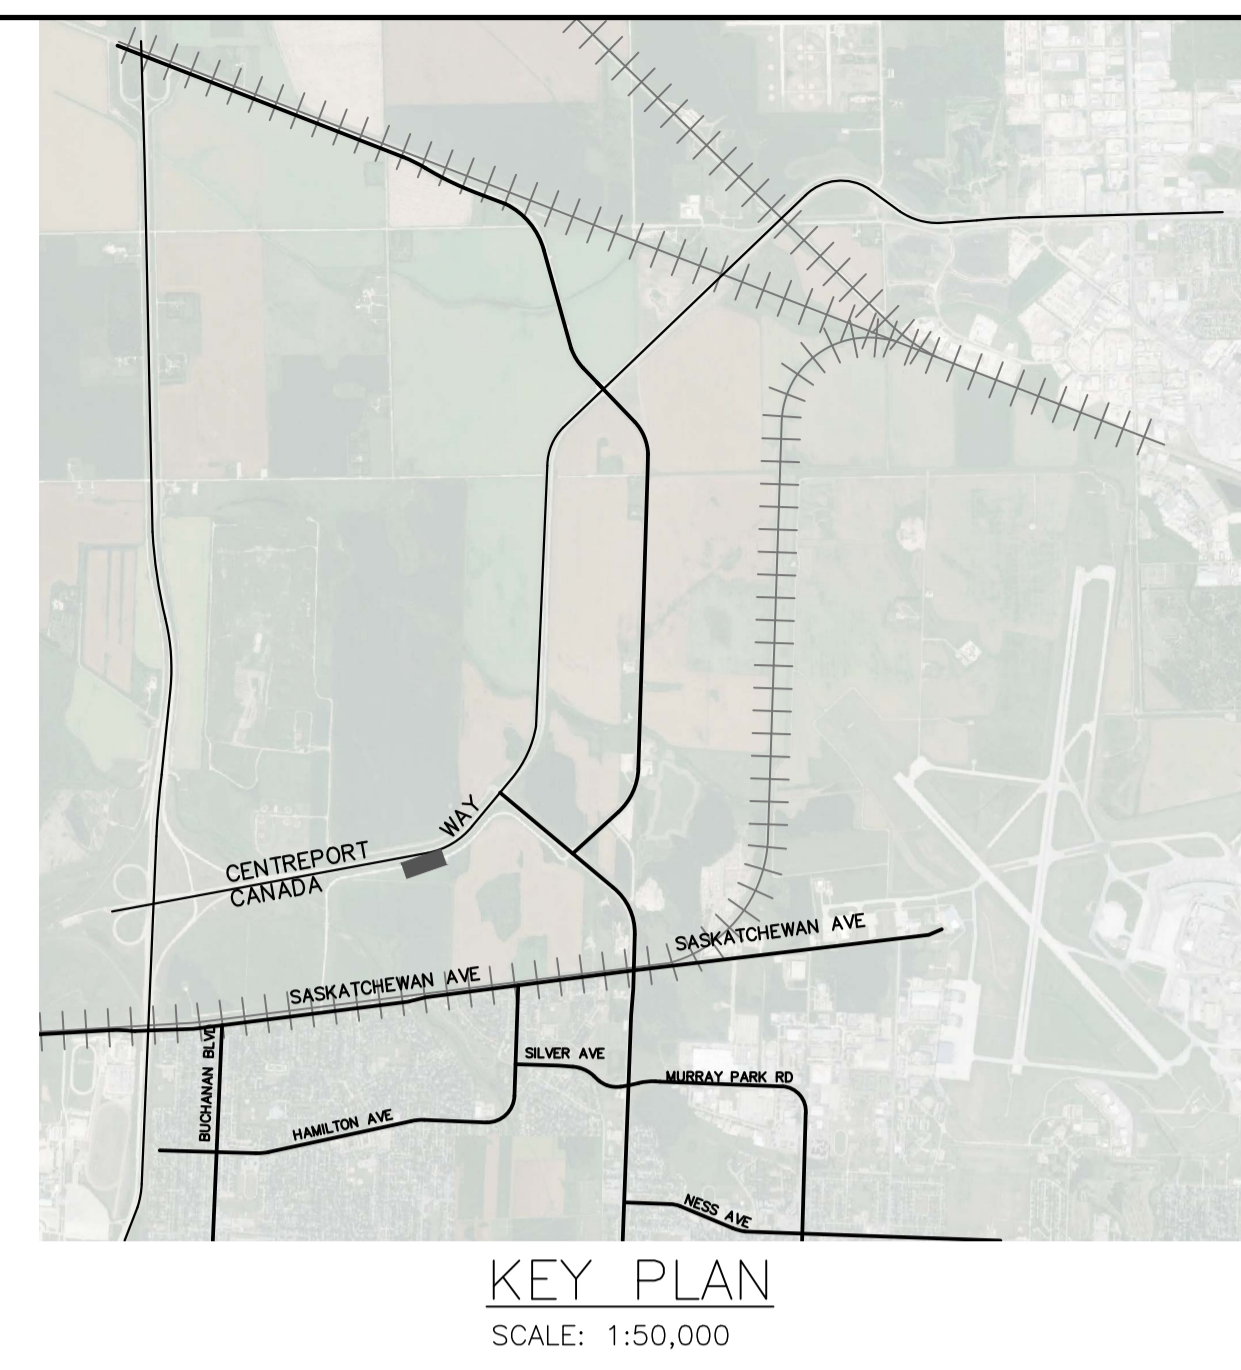 CENTREPORT
CANADA
WAY
SASKATCHEWAN AVE
SASKATCHEWAN AVE
BUCHANAN BLVD
SILVER AVE
MURRAY PARK RD
HAMILTON AVE
NESS AVE
KEY PLAN
SCALE: 1:50,000